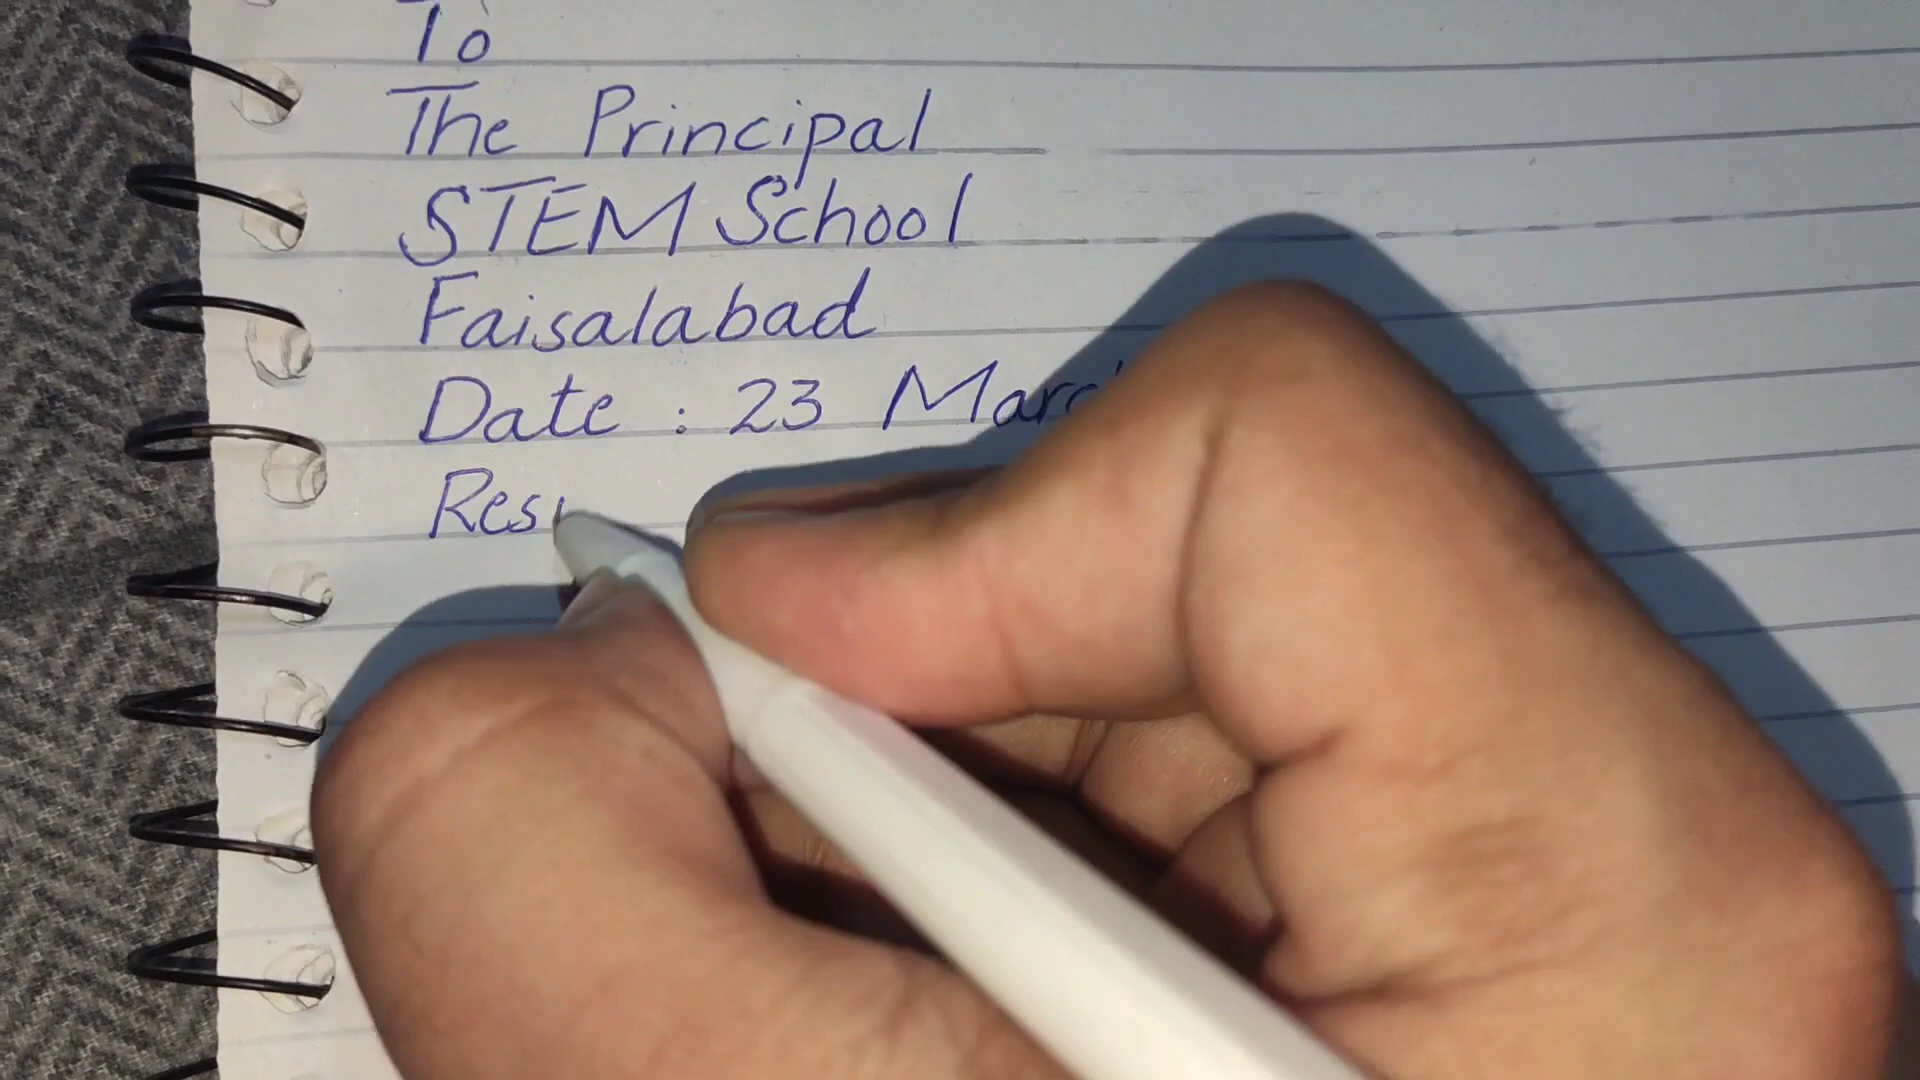 To
The Principal
STEM School
Faisalabad
Date : 23